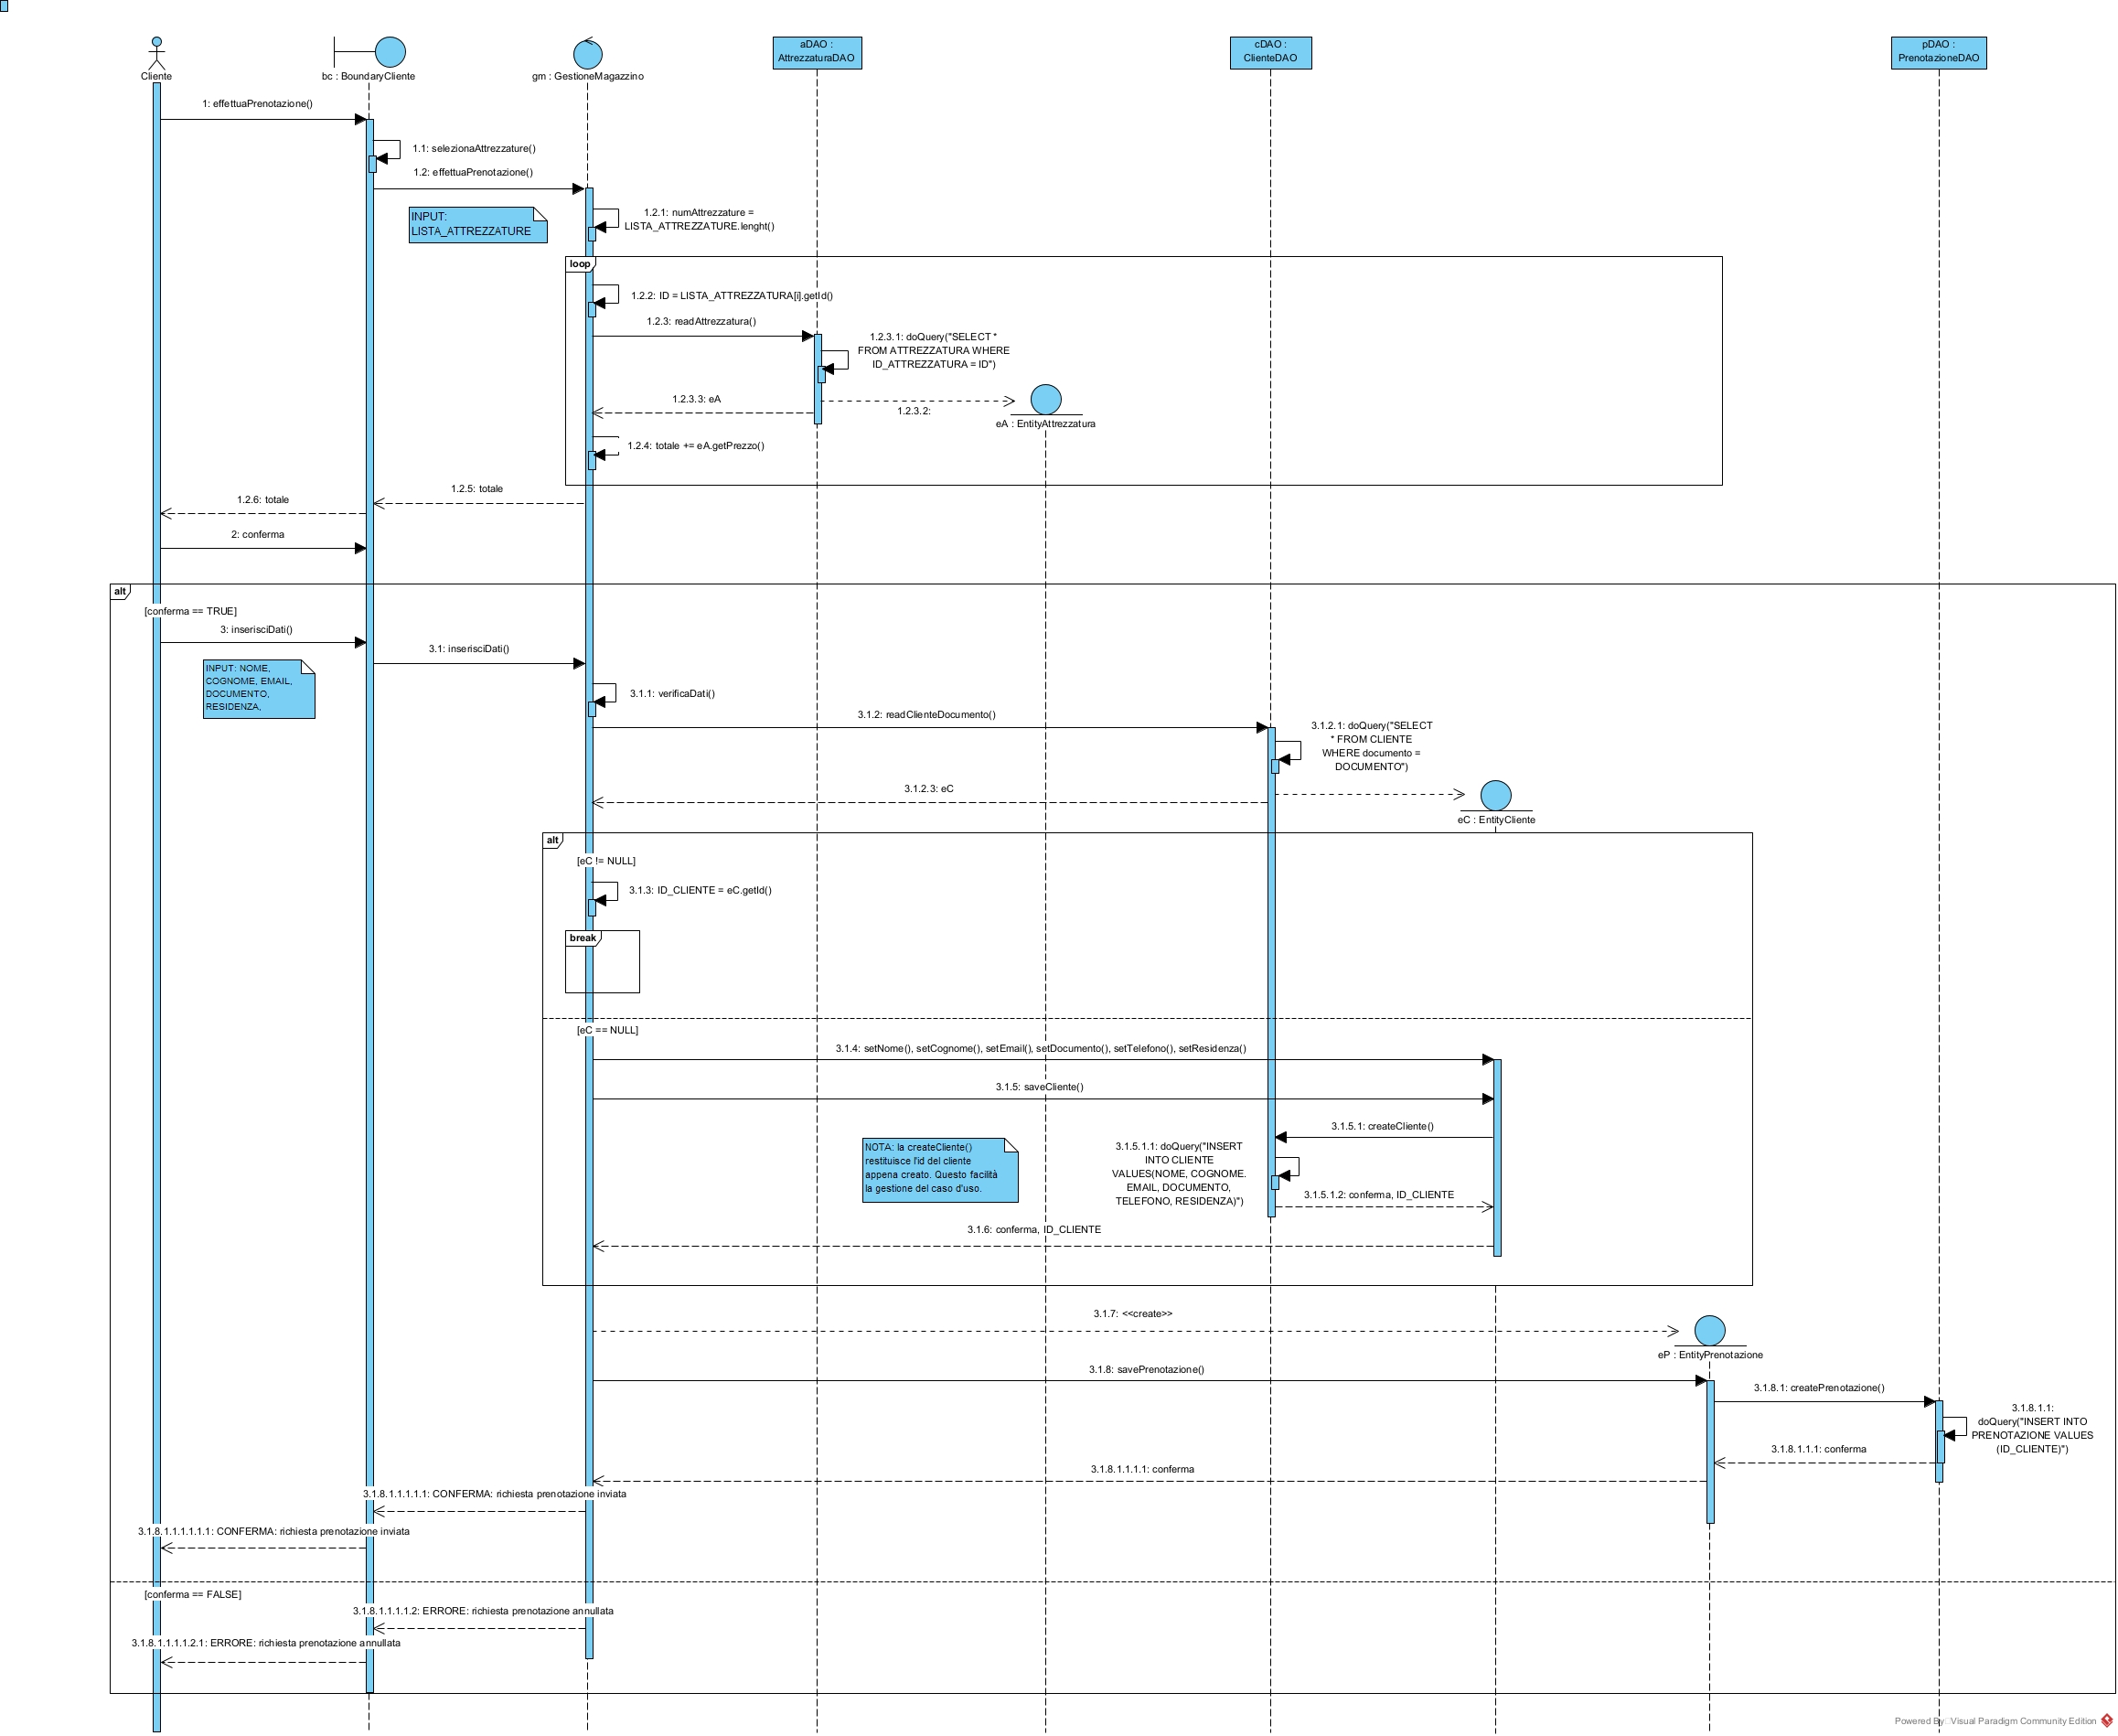 aDAO :
AttrezzaturaDAO
cDAO :
ClienteDAO
pDAO :
PrenotazioneDAO
Cliente
bc : BoundaryCliente
gm : GestioneMagazzino
1: effettuaPrenotazione()
1.1: selezionaAttrezzature()
1.2: effettuaPrenotazione()
INPUT:
LISTA_ATTREZZATURE
1.2.1: numAttrezzature =
LISTA_ATTREZZATURE.lenght()
loop
1.2.2: ID = LISTA_ATTREZZATURA[i].getId()
1.2.3: readAttrezzatura()
1.2.3.1: doQuery("SELECT *
FROM ATTREZZATURA WHERE
ID_ATTREZZATURA = ID")
1.2.3.3: eA
1.2.3.2:
eA : EntityAttrezzatura
1.2.4: totale += eA.getPrezzo()
1.2.5: totale
1.2.6: totale
2: conferma
alt
[conferma == TRUE]
3: inserisciDati()
3.1: inserisciDati()
INPUT: NOME,
COGNOME, EMAIL,
DOCUMENTO,
RESIDENZA,
3.1.1: verificaDati()
3.1.2: readClienteDocumento()
3.1.2.1: doQuery("SELECT
* FROM CLIENTE
WHERE documento =
DOCUMENTO")
3.1.2.3: eC
eC : EntityCliente
alt
[eC != NULL]
3.1.3: ID_CLIENTE = eC.getId()
break
[eC == NULL]
3.1.4: setNome(), setCognome(), setEmail(), setDocumento(), setTelefono(), setResidenza()
3.1.5: saveCliente()
3.1.5.1: createCliente()
NOTA: la createCliente()
restituisce l'id del cliente
appena creato. Questo facilità
la gestione del caso d'uso.
3.1.5.1.1: doQuery("INSERT
INTO CLIENTE
VALUES(NOME, COGNOME.
EMAIL, DOCUMENTO,
TELEFONO, RESIDENZA)")
3.1.5.1.2: conferma, ID_CLIENTE
3.1.6: conferma, ID_CLIENTE
3.1.7: <<create>>
eP : EntityPrenotazione
3.1.8: savePrenotazione()
3.1.8.1: createPrenotazione()
3.1.8.1.1:
doQuery("INSERT INTO
PRENOTAZIONE VALUES
(ID_CLIENTE)")
3.1.8.1.1.1: conferma
3.1.8.1.1.1.1: conferma
3.1.8.1.1.1.1.1: CONFERMA: richiesta prenotazione inviata
3.1.8.1.1.1.1.1.1: CONFERMA: richiesta prenotazione inviata
[conferma == FALSE]
3.1.8.1.1.1.1.2: ERRORE: richiesta prenotazione annullata
3.1.8.1.1.1.1.2.1: ERRORE: richiesta prenotazione annullata
Powered By Visual Paradigm Community Edition